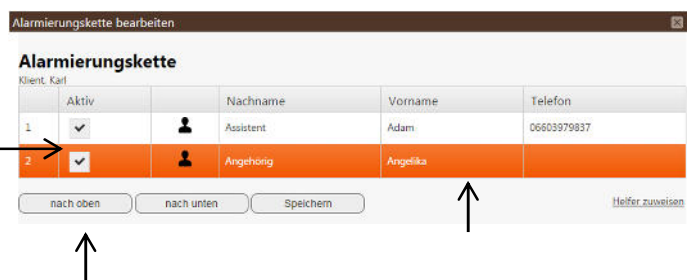 Alarmierungskette bearbeiten
Alarmierungskette
Klient, Karl
Aktiv Nachname Vorname Telefon
1 Assistent Adam 06603979837
2 Angehörig Angelika
nach oben nach unten Speichern Helfer zuweisen